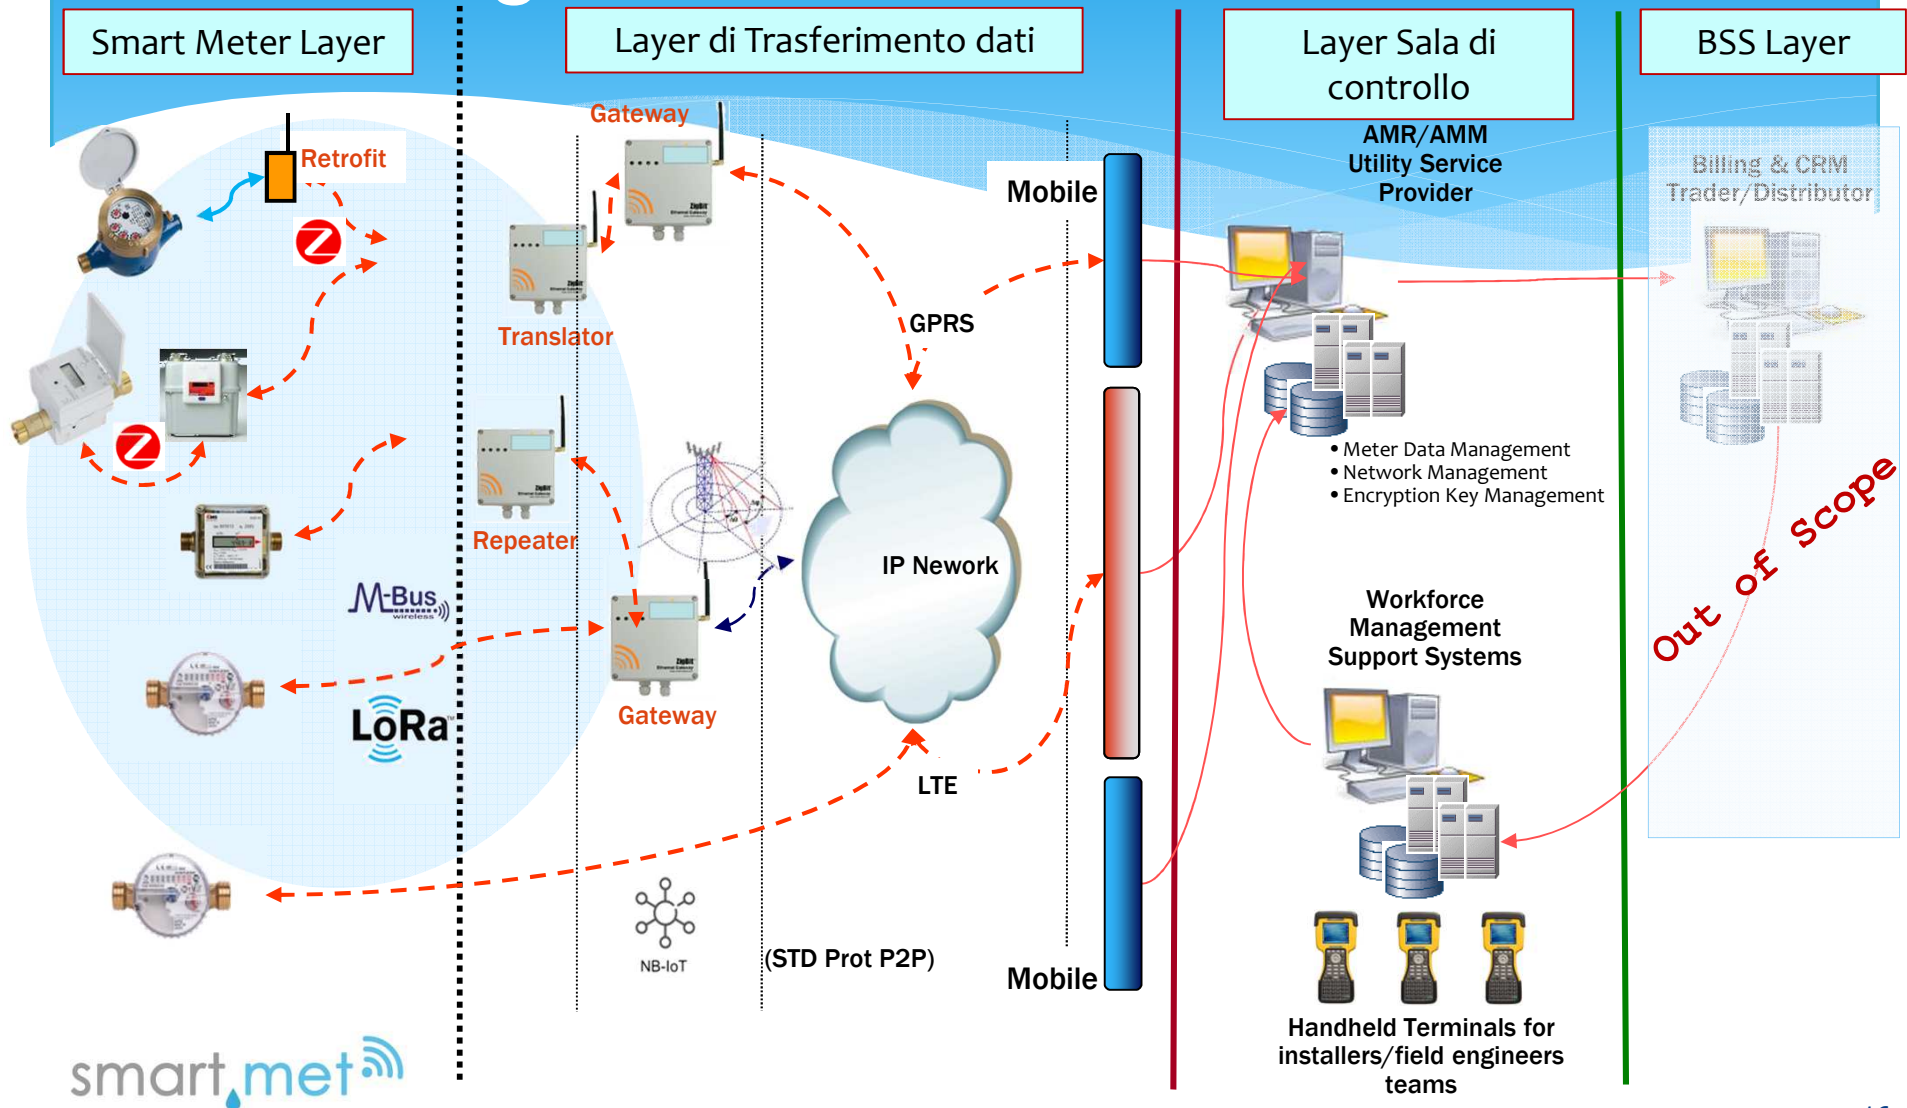 Smart Meter Layer
Layer di Trasferimento dati
Layer Sala di
controllo
BSS Layer
Gateway
Retrofit
Translator
Repeater
M-Bus
wireless
LoRa
Gateway
Mobile
GPRS
IP Nework
LTE
NB-IoT
(STD Prot P2P)
Mobile
AMR/AMM
Utility Service
Provider
• Meter Data Management
• Network Management
• Encryption Key Management
Workforce
Management
Support Systems
Handheld Terminals for
installers/field engineers
teams
Billing & CRM
Trader/Distributor
Out of Scope
smart.met